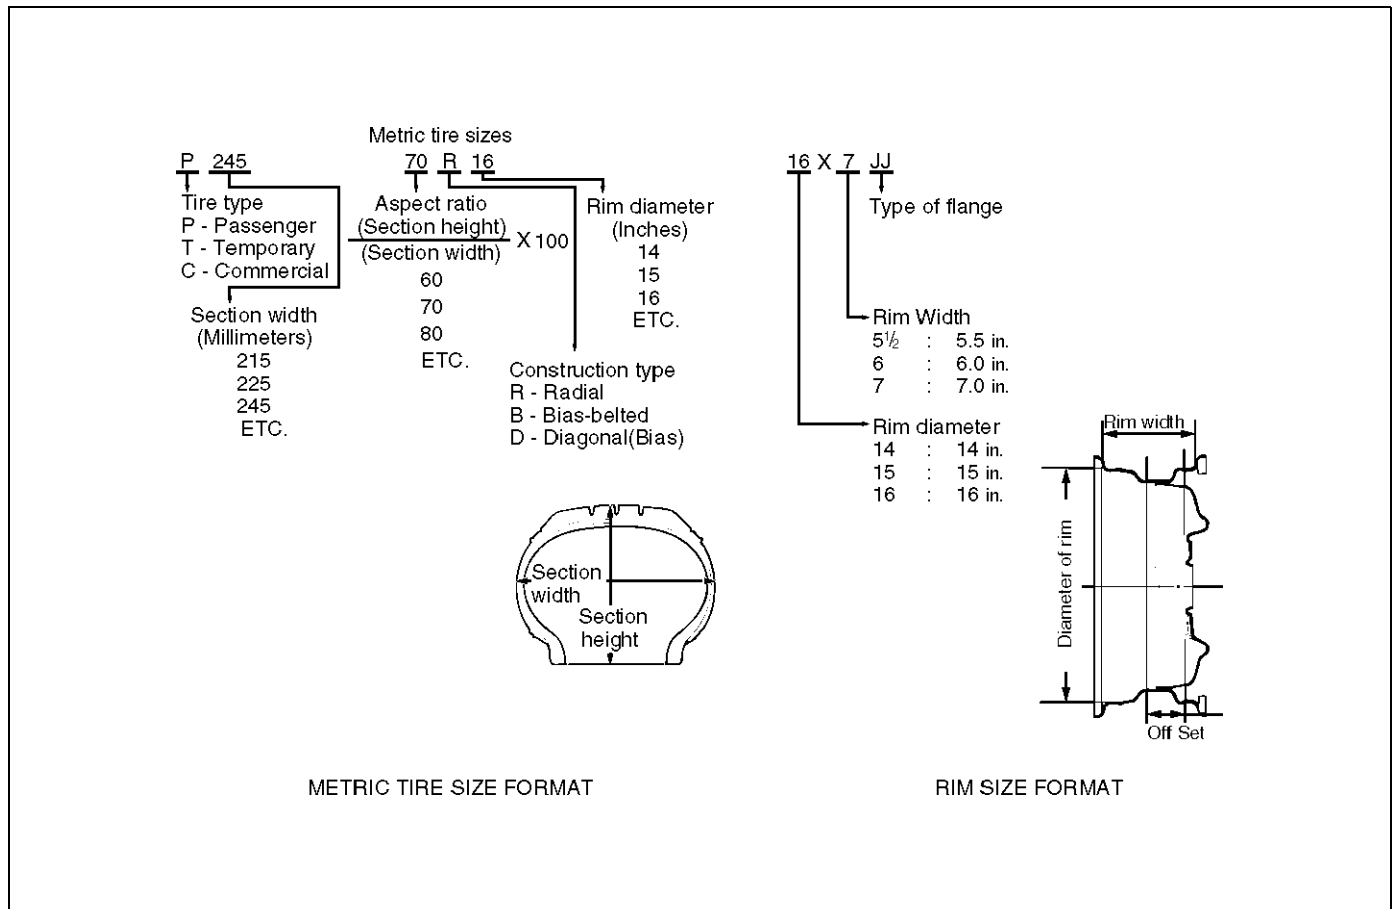 Metric tire sizes
P 245 70 R 16
Tire type
P - Passenger
T - Temporary
C - Commercial
Section width
(Millimeters)
215
225
245
ETC.
Aspect ratio
(Section height)
(Section width)
X 100
60
70
80
ETC.
Rim diameter
(Inches)
14
15
16
ETC.
Construction type
R - Radial
B - Bias-belted
D - Diagonal(Bias)
Section
width
Section
height
METRIC TIRE SIZE FORMAT
16 X 7 JJ
Type of flange
Rim Width
5½ : 5.5 in.
6 : 6.0 in.
7 : 7.0 in.
Rim diameter
14 : 14 in.
15 : 15 in.
16 : 16 in.
Rim width
Diameter of rim
Off Set
RIM SIZE FORMAT